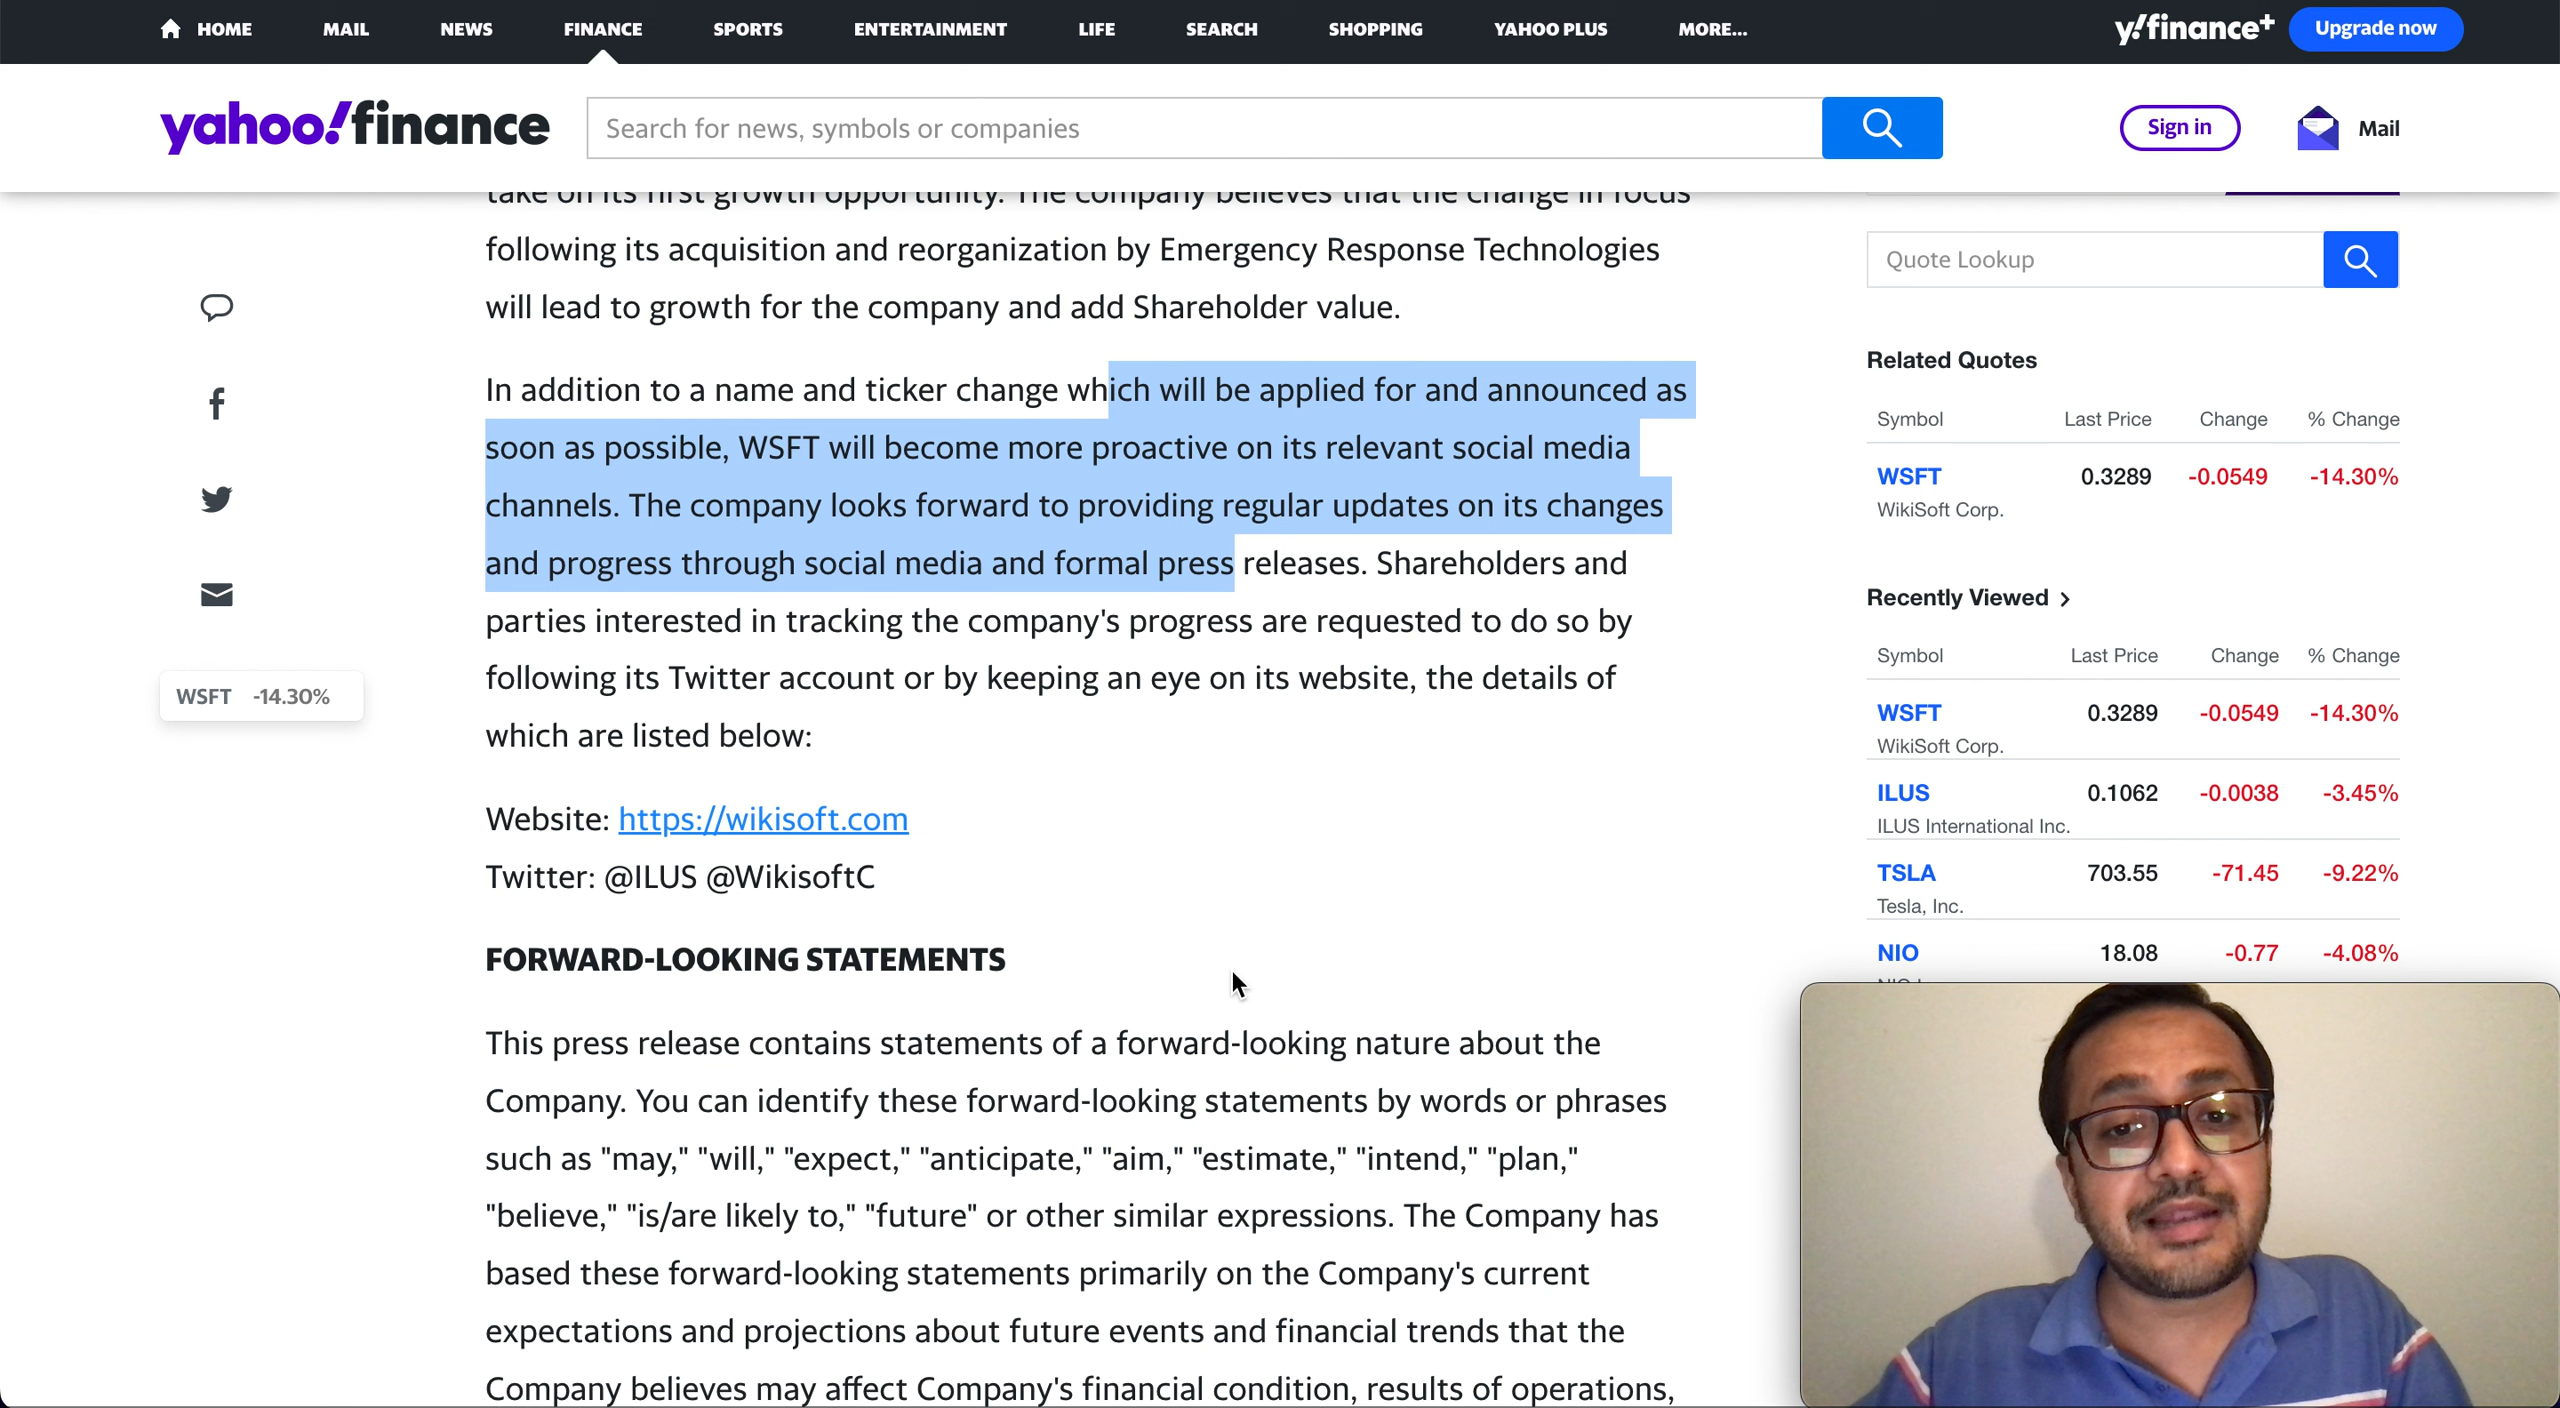 HOME MAIL NEWS FINANCE SPORTS ENTERTAINMENT LIFE SEARCH SHOPPING YAHOO PLUS MORE... y!finance+ Upgrade now
yahoo!finance Search for news, symbols or companies Sign in Mail
take on its first growth opportunity. The company believes that the change in focus
following its acquisition and reorganization by Emergency Response Technologies
will lead to growth for the company and add Shareholder value.
In addition to a name and ticker change which will be applied for and announced as
soon as possible, WSFT will become more proactive on its relevant social media
channels. The company looks forward to providing regular updates on its changes
and progress through social media and formal press releases. Shareholders and
parties interested in tracking the company's progress are requested to do so by
following its Twitter account or by keeping an eye on its website, the details of
which are listed below:
Website: https://wikisoft.com
Twitter: @ILUS @WikisoftC
FORWARD-LOOKING STATEMENTS
This press release contains statements of a forward-looking nature about the
Company. You can identify these forward-looking statements by words or phrases
such as "may," "will," "expect," "anticipate," "aim," "estimate," "intend," "plan,"
"believe," "is/are likely to," "future" or other similar expressions. The Company has
based these forward-looking statements primarily on the Company's current
expectations and projections about future events and financial trends that the
Company believes may affect Company's financial condition, results of operations,
WSFT -14.30%
Quote Lookup
Related Quotes
Symbol Last Price Change % Change
WSFT 0.3289 -0.0549 -14.30%
WikiSoft Corp.
Recently Viewed >
Symbol Last Price Change % Change
WSFT 0.3289 -0.0549 -14.30%
WikiSoft Corp.
ILUS 0.1062 -0.0038 -3.45%
ILUS International Inc.
TSLA 703.55 -71.45 -9.22%
Tesla, Inc.
NIO 18.08 -0.77 -4.08%